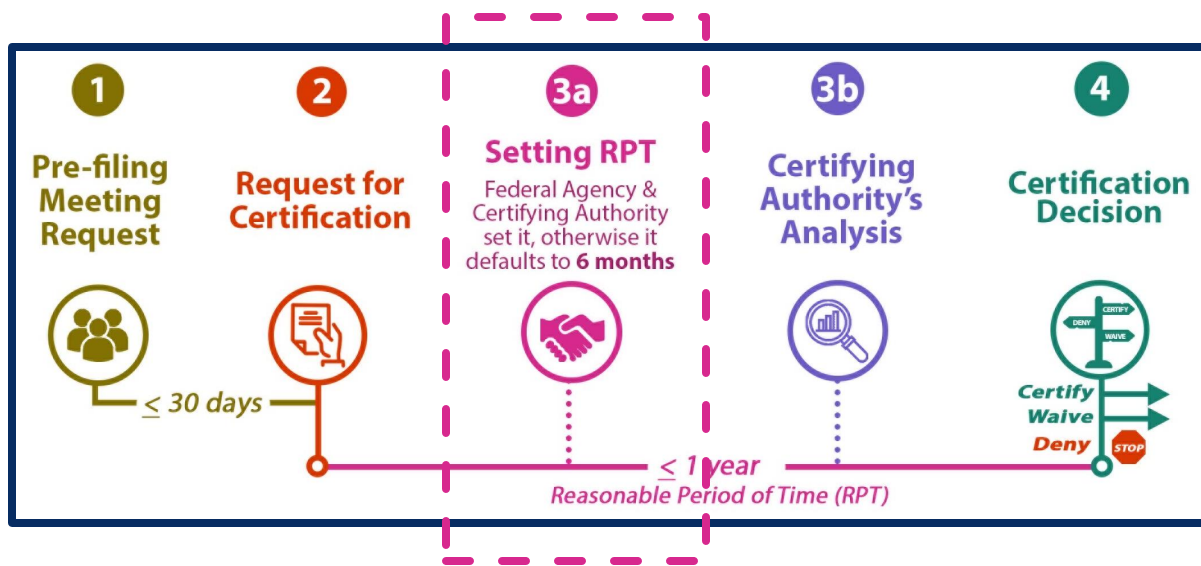 1
Pre-filing
Meeting
Request
≤ 30 days
2
Request for
Certification
3a
Setting RPT
Federal Agency &
Certifying Authority
set it, otherwise it
defaults to 6 months
3b
Certifying
Authority's
Analysis
4
Certification
Decision
DENY
CERTIFY
WAIVE
Certify
Waive
Deny
STOP
≤ 1 year
Reasonable Period of Time (RPT)